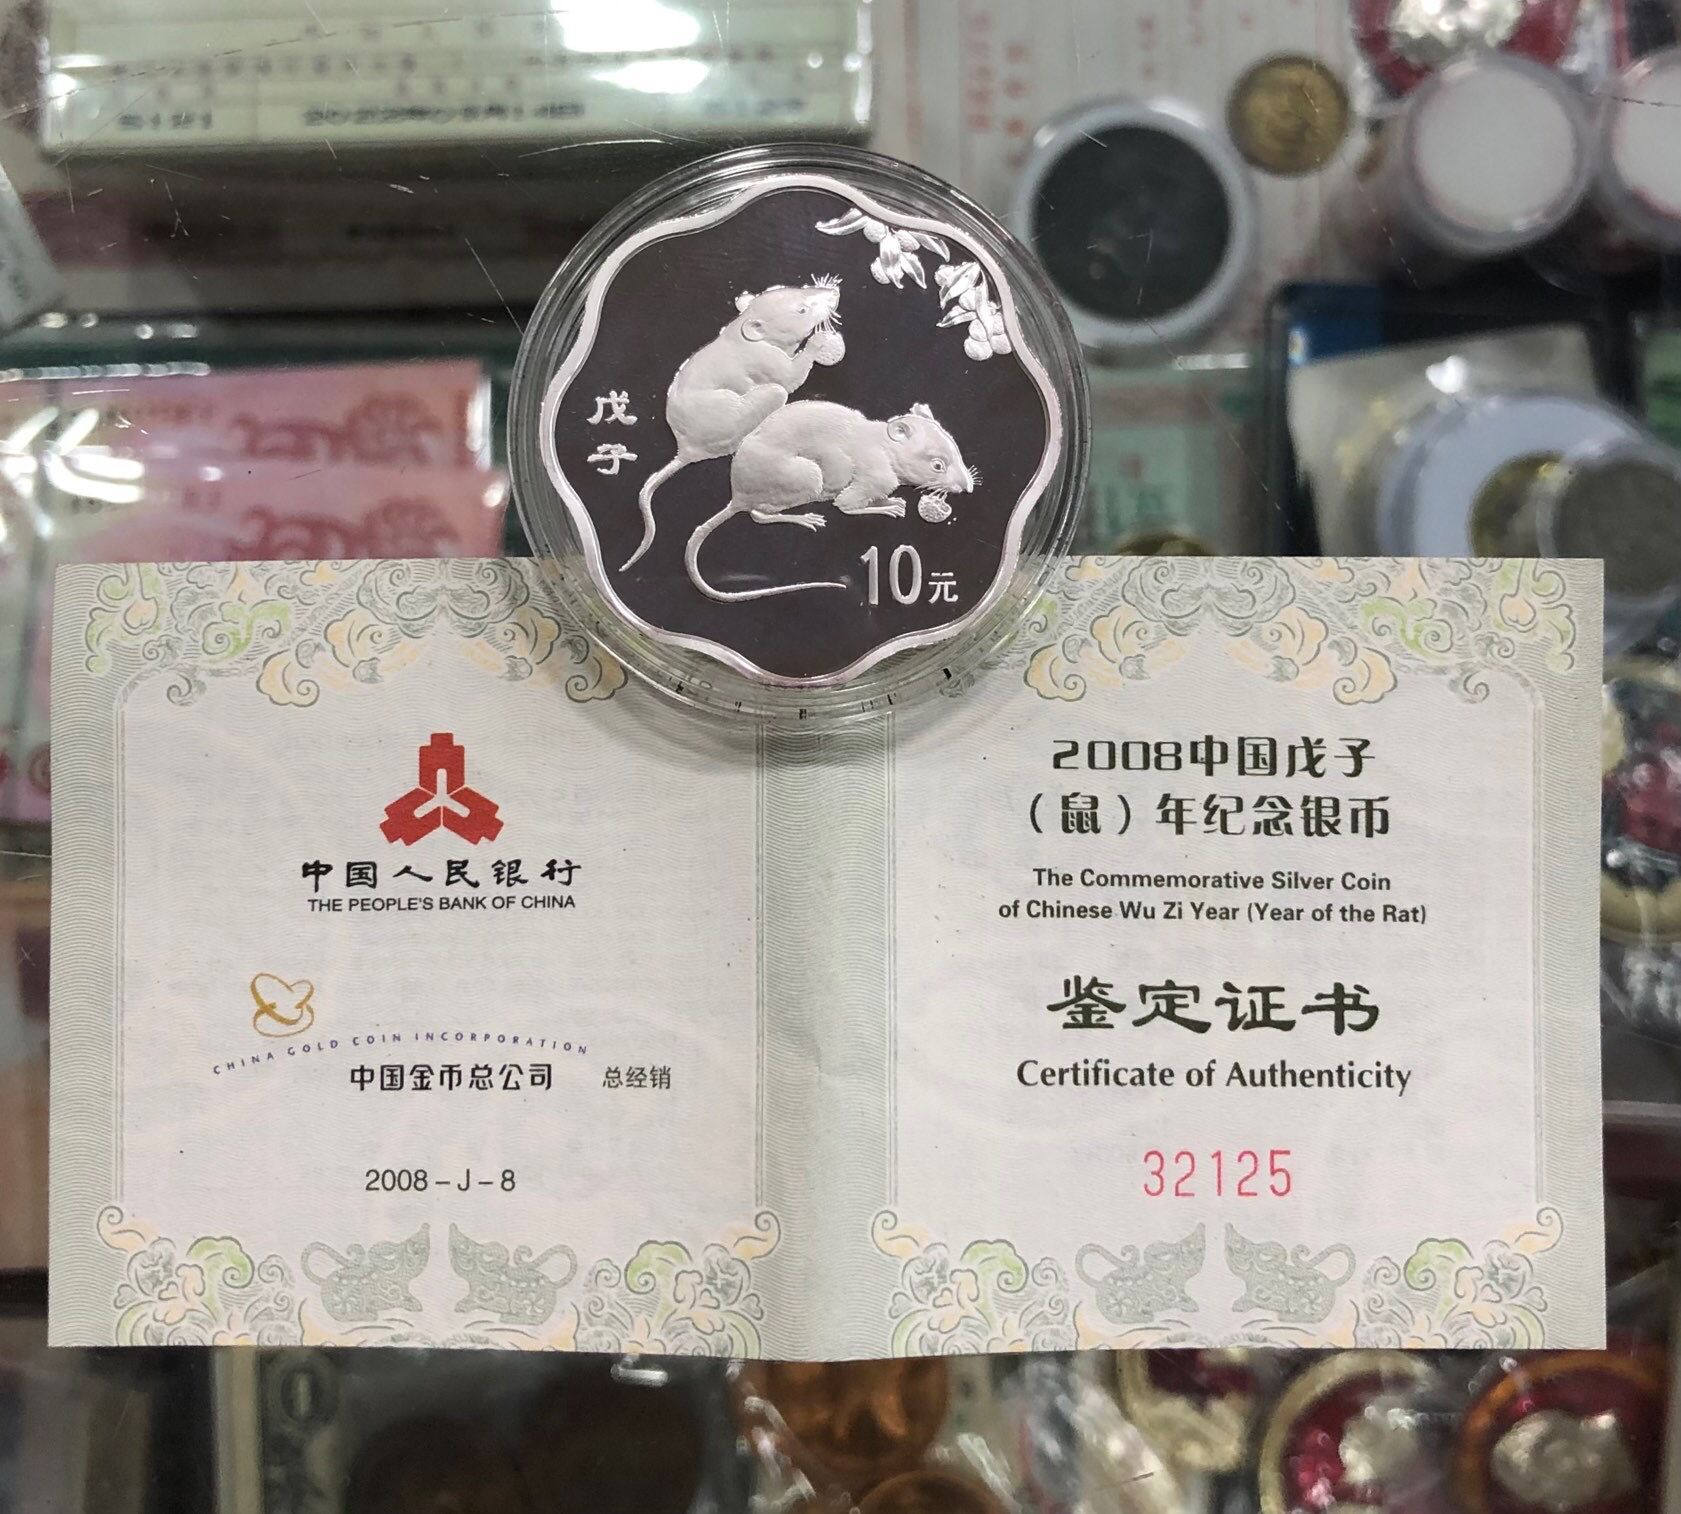 戊
子
10元
中国人民银行
THE PEOPLE'S BANK OF CHINA
CHINA GOLD COIN INCORPORATION
中国金币总公司 总经销
2008-J-8
2008中国戊子
（鼠）年纪念银币
The Commemorative Silver Coin
of Chinese Wu Zi Year (Year of the Rat)
鉴定证书
Certificate of Authenticity
32125